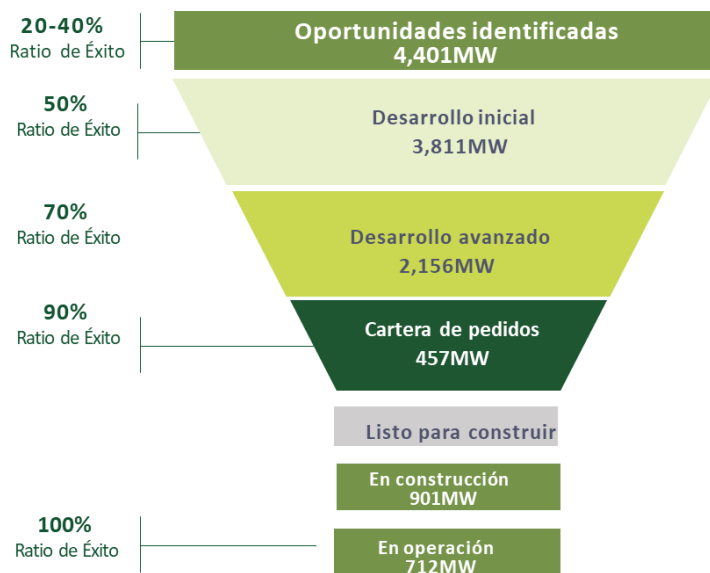 20-40%
Ratio de Éxito
Oportunidades identificadas
4,401MW
50%
Ratio de Éxito
Desarrollo inicial
3,811MW
70%
Ratio de Éxito
Desarrollo avanzado
2,156MW
90%
Ratio de Éxito
Cartera de pedidos
457MW
Listo para construir
En construcción
901MW
100%
Ratio de Éxito
En operación
712MW